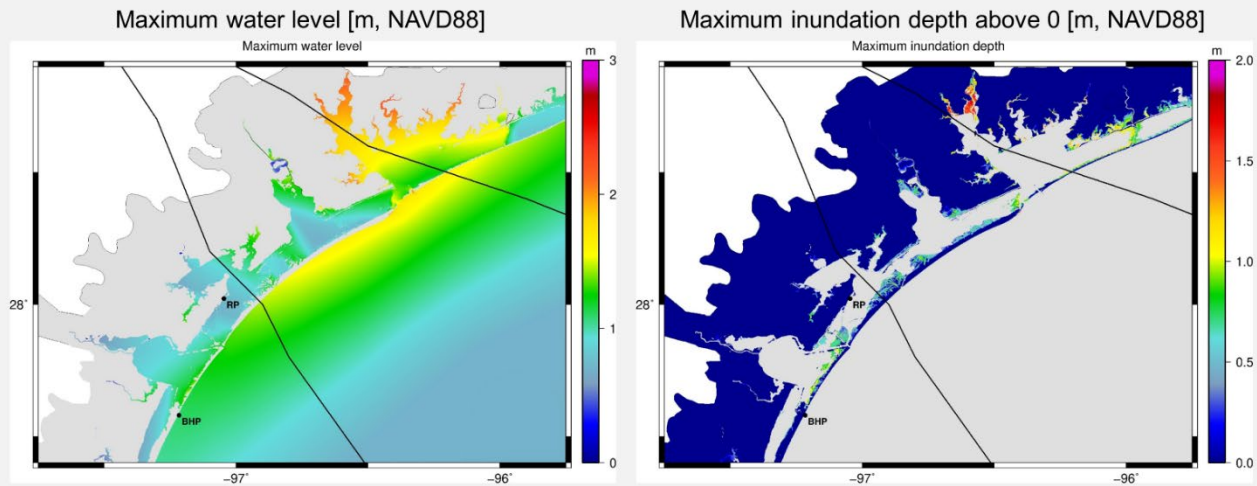 Maximum water level [m, NAVD88]
Maximum inundation depth above 0 [m, NAVD88]
Maximum water level
m
Maximum inundation depth
m
3
2
1
0
28°
RP
BHP
−97°
−96°
2.0
1.5
1.0
0.5
0.0
28°
RP
BHP
−97°
−96°